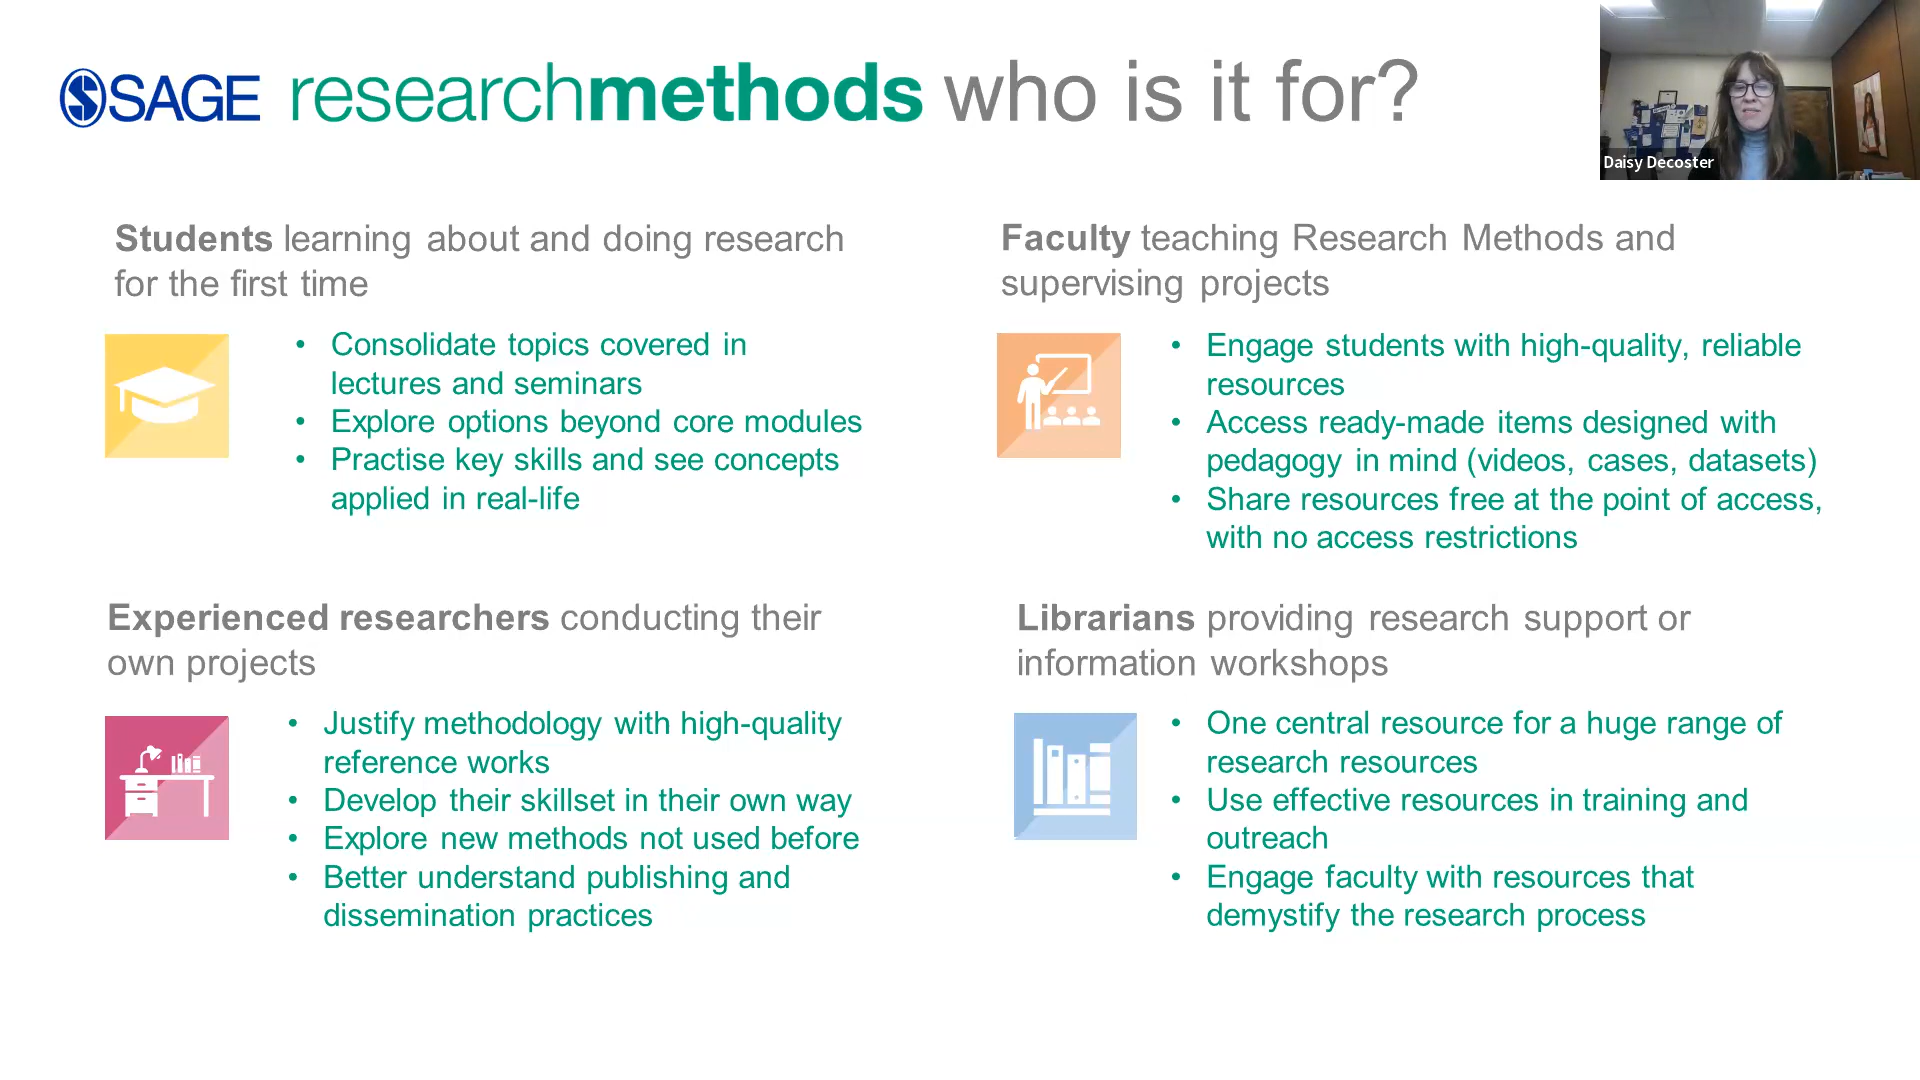 SAGE researchmethods who is it for?
Daisy Decoster
Students learning about and doing research
for the first time
• Consolidate topics covered in
lectures and seminars
• Explore options beyond core modules
• Practise key skills and see concepts
applied in real-life
Faculty teaching Research Methods and
supervising projects
• Engage students with high-quality, reliable
resources
• Access ready-made items designed with
pedagogy in mind (videos, cases, datasets)
• Share resources free at the point of access,
with no access restrictions
Experienced researchers conducting their
own projects
• Justify methodology with high-quality
reference works
• Develop their skillset in their own way
• Explore new methods not used before
• Better understand publishing and
dissemination practices
Librarians providing research support or
information workshops
• One central resource for a huge range of
research resources
• Use effective resources in training and
outreach
• Engage faculty with resources that
demystify the research process